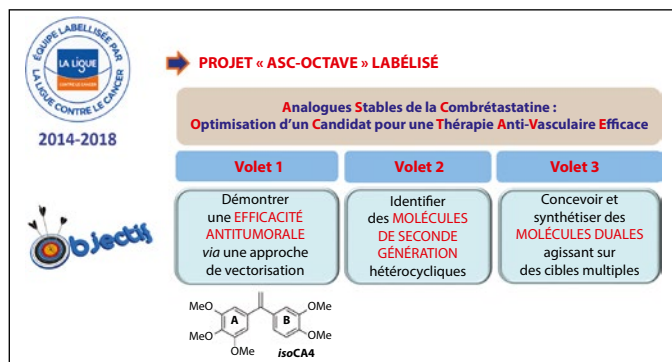 ÉQUIPE LABELLISÉE PAR
LA LIGUE CONTRE LE CANCER
LA LIGUE
CONTRE LE CANCER
2014-2018
PROJET « ASC-OCTAVE » LABÉLISÉ
Analogues Stables de la Combrétastatine :
Optimisation d'un Candidat pour une Thérapie Anti-Vasculaire Efficace
Objectifs
Volet 1
Démontrer
une EFFICACITÉ
ANTITUMORALE
via une approche
de vectorisation
Volet 2
Identifier
des MOLÉCULES
DE SECONDE
GÉNÉRATION
hétérocycliques
Volet 3
Concevoir et
synthétiser des
MOLÉCULES DUALES
agissant sur
des cibles multiples
MeO
MeO
OMe
A
B
OMe
OMe
isoCA4